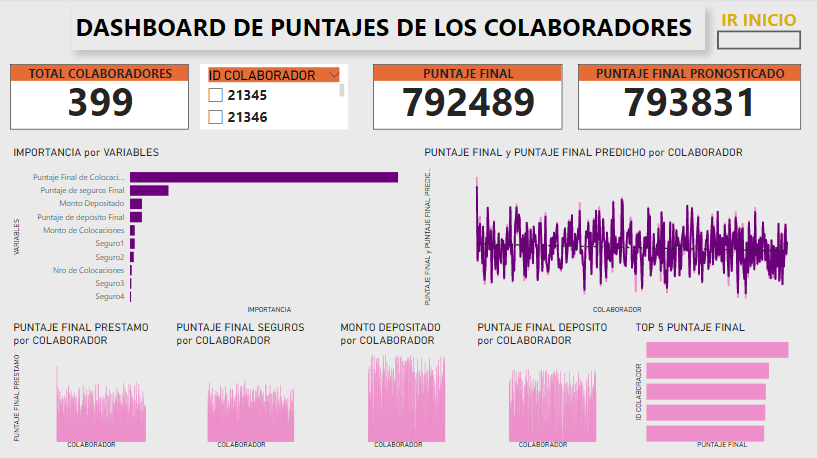 DASHBOARD DE PUNTAJES DE LOS COLABORADORES
IR INICIO
TOTAL COLABORADORES
399
ID COLABORADOR
21345
21346
PUNTAJE FINAL
792489
PUNTAJE FINAL PRONOSTICADO
793831
IMPORTANCIA por VARIABLES
VARIABLES
Puntaje Final de Colocaci...
Puntaje de seguros Final
Monto Depositado
Puntaje de depósito Final
Monto de Colocaciones
Seguro1
Seguro2
Nro de Colocaciones
Seguro3
Seguro4
IMPORTANCIA
PUNTAJE FINAL y PUNTAJE FINAL PREDICHO por COLABORADOR
PUNTAJE FINAL y PUNTAJE FINAL PREDIC...
COLABORADOR
PUNTAJE FINAL PRESTAMO
por COLABORADOR
PUNTAJE FINAL PRESTAMO
COLABORADOR
PUNTAJE FINAL SEGUROS
por COLABORADOR
COLABORADOR
MONTO DEPOSITADO
por COLABORADOR
COLABORADOR
PUNTAJE FINAL DEPOSITO
por COLABORADOR
COLABORADOR
TOP 5 PUNTAJE FINAL
ID COLABORADOR
PUNTAJE FINAL